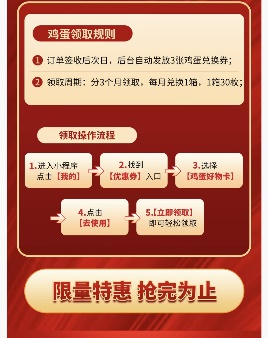 鸡蛋领取规则
1 订单签收后次日，后台自动发放3张鸡蛋兑换券；
2 领取周期：分3个月领取，每月兑换1箱，1箱30枚；
领取操作流程
1.进入小程序
点击【我的】
2.找到
【优惠券】入口
3.选择
【鸡蛋好物卡】
4.点击
【去使用】
5.【立即领取】
即可轻松领取
限量特惠 抢完为止